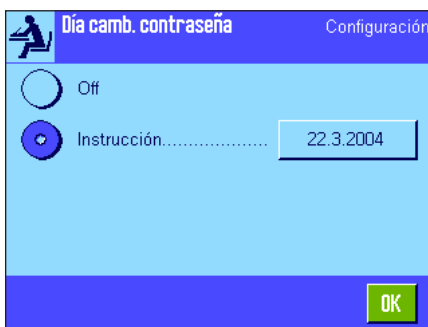 Día camb. contraseña Configuración
Off
Instrucción.................... 22.3.2004
OK